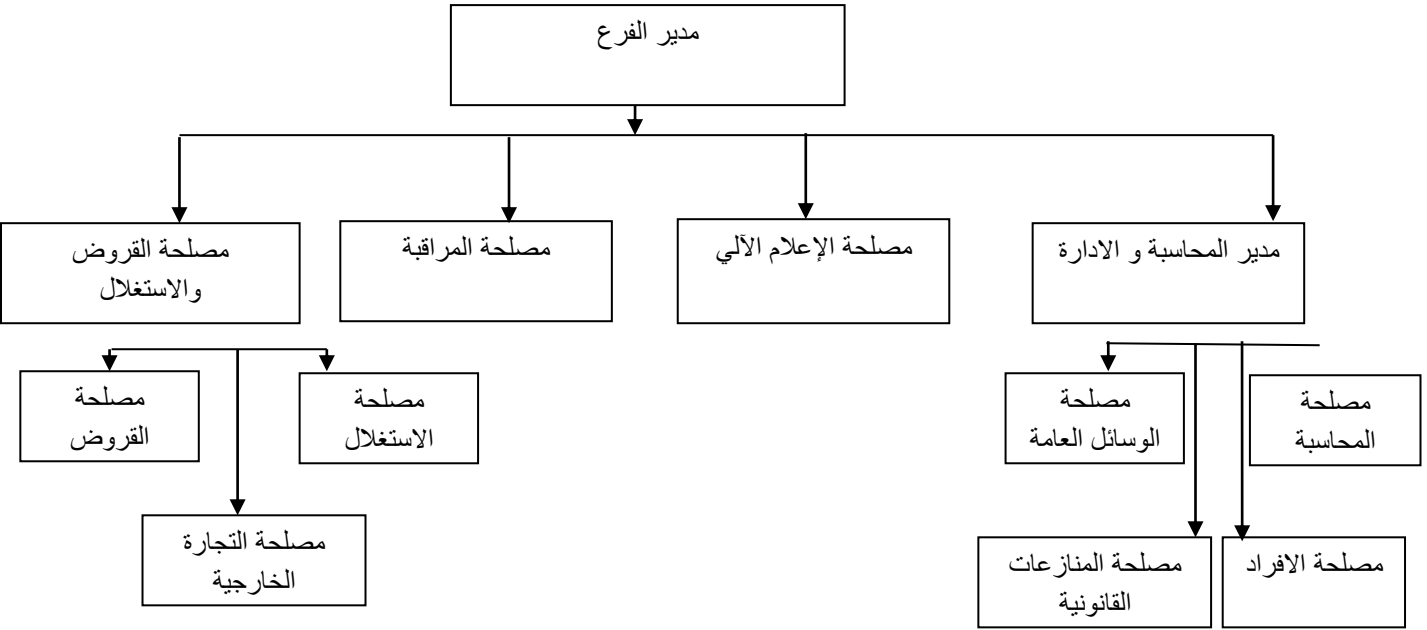 مدير الفرع
مدير المحاسبة و الادارة
مصلحة الإعلام الآلي
مصلحة المراقبة
مصلحة القروض
والاستغلال
مصلحة
المحاسبة
مصلحة
الوسائل العامة
مصلحة
الاستغلال
مصلحة
القروض
مصلحة الافراد
مصلحة المنازعات
القانونية
مصلحة التجارة
الخارجية